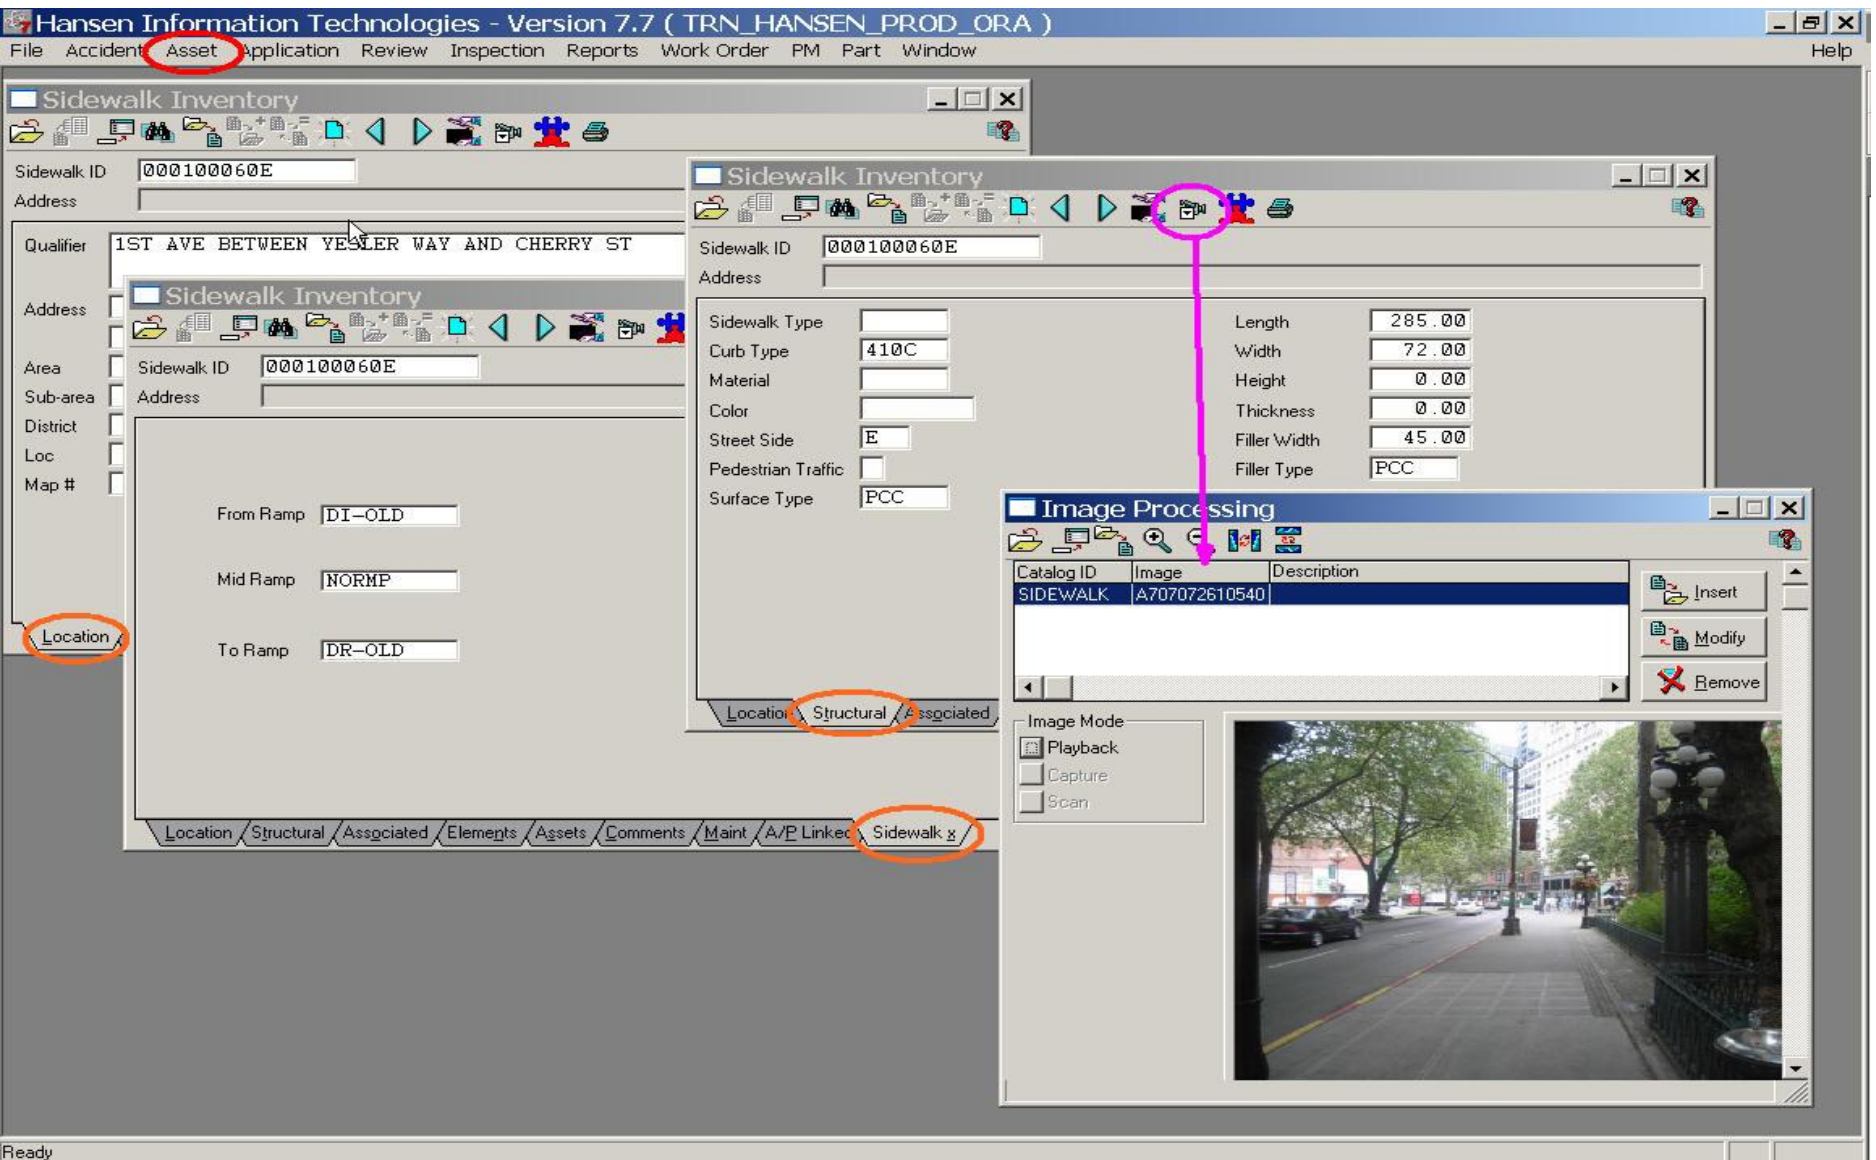 Hansen Information Technologies - Version 7.7 ( TRN_HANSEN_PROD_ORA )
File Accident Asset Application Review Inspection Reports Work Order PM Part Window Help
Sidewalk Inventory
Sidewalk ID 000100060E
Address
Qualifier 1ST AVE BETWEEN YESLER WAY AND CHERRY ST
Address
Area
Sub-area
District
Loc
Map #
Location
Sidewalk Inventory
Sidewalk ID 000100060E
Address
From Ramp DI-OLD
Mid Ramp NORMP
To Ramp DR-OLD
Location Structural Associated Elements Assets Comments Maint A/P Linked Sidewalk x
Sidewalk Inventory
Sidewalk ID 000100060E
Address
Sidewalk Type Length 285.00
Curb Type 410C Width 72.00
Material Height 0.00
Color Thickness 0.00
Street Side E Filler Width 45.00
Pedestrian Traffic Filler Type PCC
Surface Type PCC
Location Structural Associated
Image Processing
Catalog ID Image Description
SIDEWALK A707072610540
Insert
Modify
Remove
Image Mode
Playback
Capture
Scan
Ready